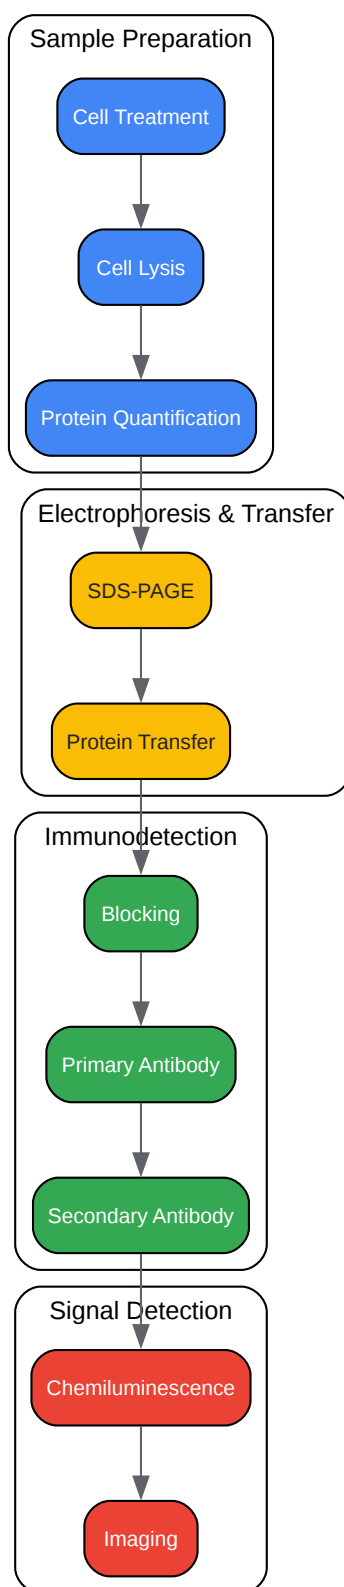 Sample Preparation
Cell Treatment
Cell Lysis
Protein Quantification
Electrophoresis & Transfer
SDS-PAGE
Protein Transfer
Immunodetection
Blocking
Primary Antibody
Secondary Antibody
Signal Detection
Chemiluminescence
Imaging